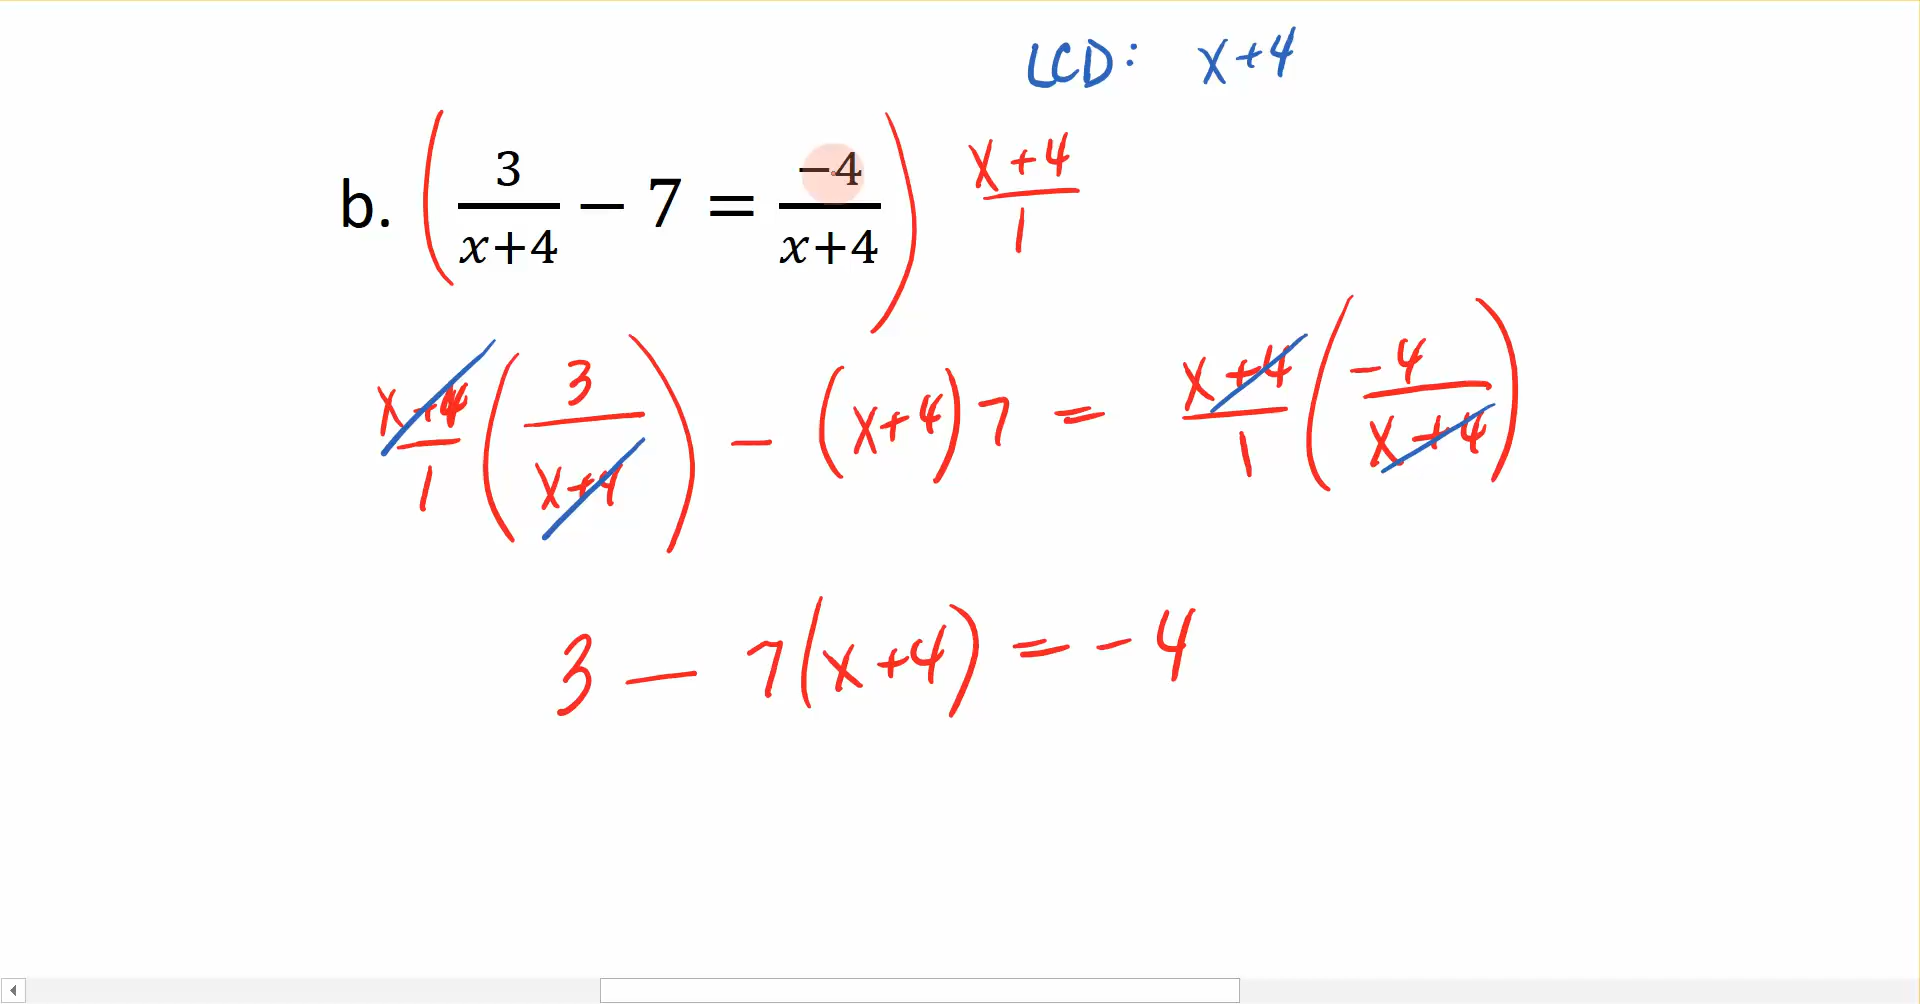 LCD: x+4
b. (3/(x+4) − 7 = −4/(x+4)) (x+4)/1
(x+4)/1 (3/(x+4)) − (x+4)7 = (x+4)/1 (−4/(x+4))
3 − 7(x+4) = −4